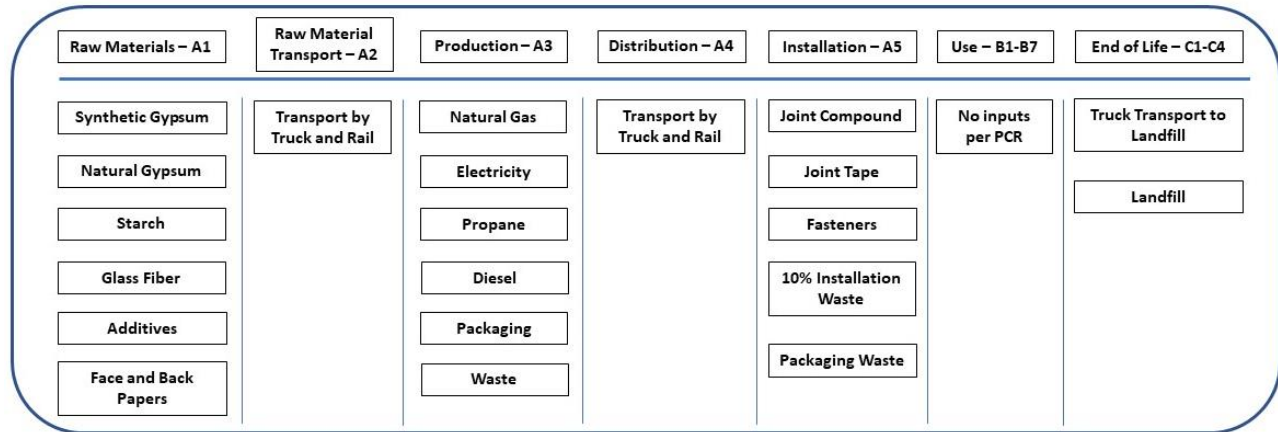 Raw Materials – A1
Raw Material
Transport – A2
Production – A3
Distribution – A4
Installation – A5
Use – B1-B7
End of Life – C1-C4
Synthetic Gypsum
Natural Gypsum
Starch
Glass Fiber
Additives
Face and Back
Papers
Transport by
Truck and Rail
Natural Gas
Electricity
Propane
Diesel
Packaging
Waste
Transport by
Truck and Rail
Joint Compound
Joint Tape
Fasteners
10% Installation
Waste
Packaging Waste
No inputs
per PCR
Truck Transport to
Landfill
Landfill